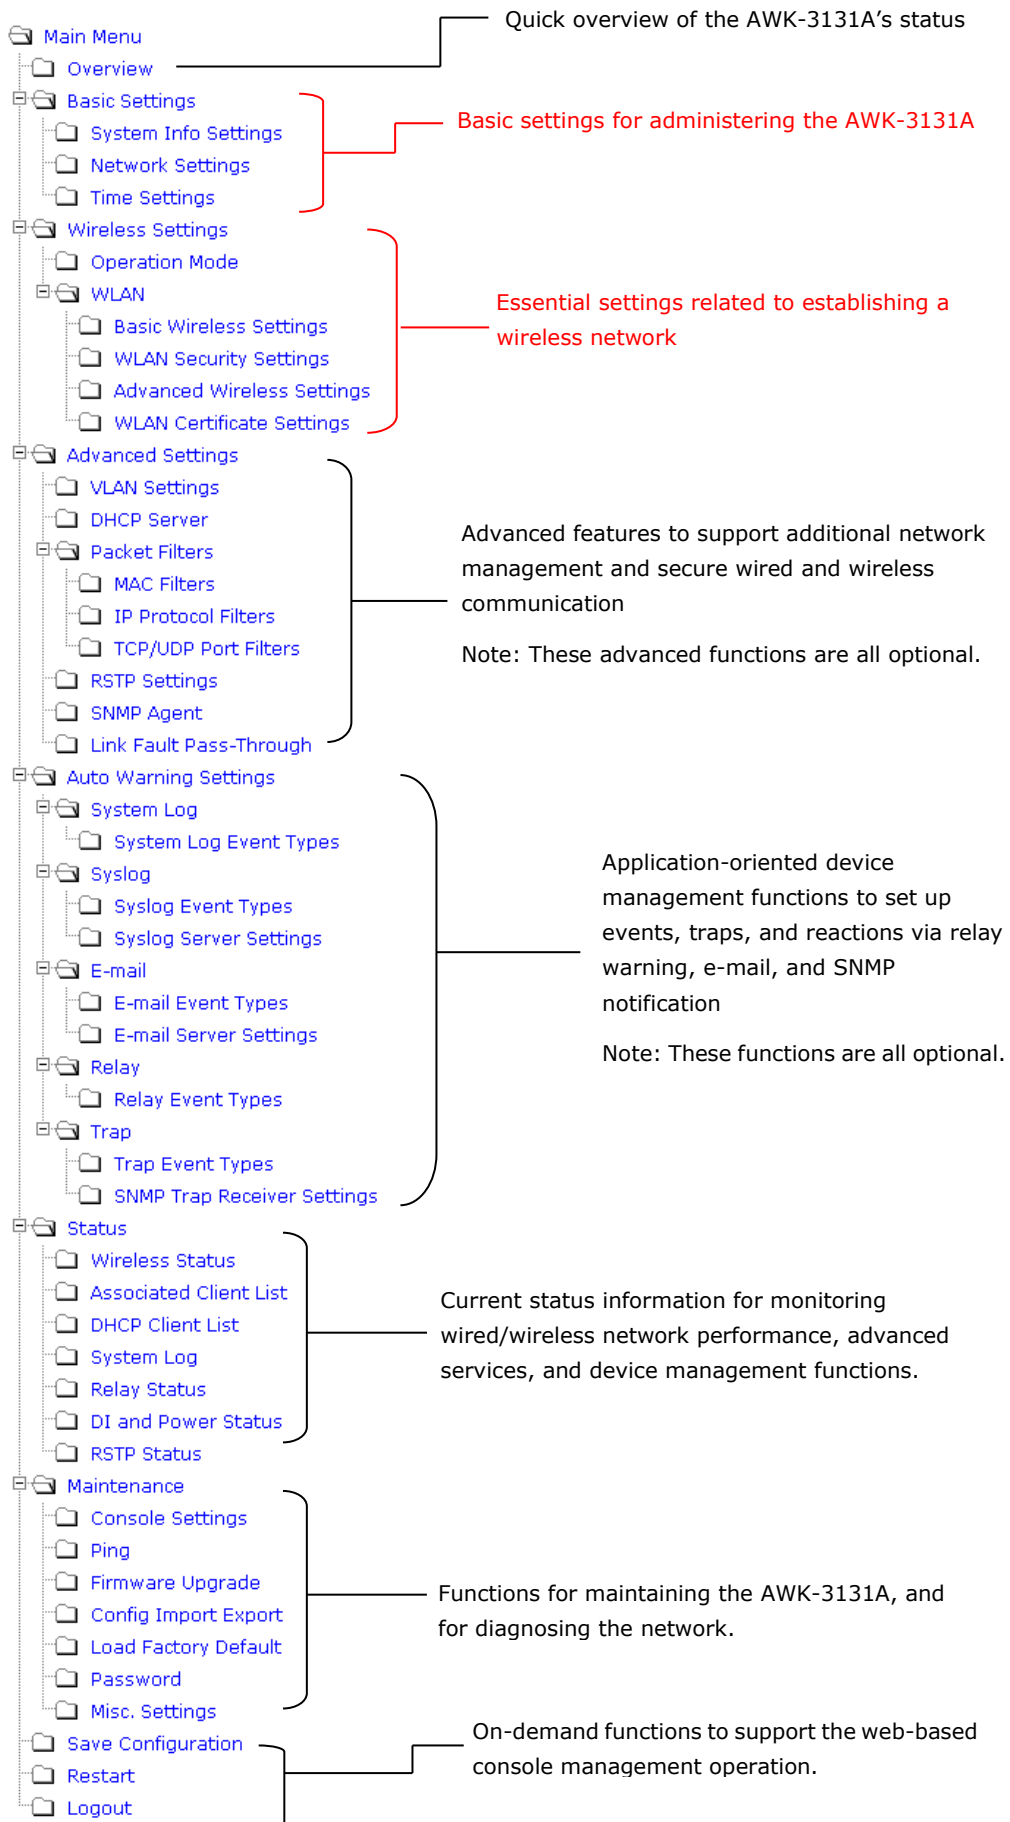 Quick overview of the AWK-3131A’s status
Main Menu
Overview
Basic Settings
System Info Settings
Network Settings
Time Settings
Basic settings for administering the AWK-3131A
Wireless Settings
Operation Mode
WLAN
Basic Wireless Settings
WLAN Security Settings
Advanced Wireless Settings
WLAN Certificate Settings
Essential settings related to establishing a
wireless network
Advanced Settings
VLAN Settings
DHCP Server
Packet Filters
MAC Filters
IP Protocol Filters
TCP/UDP Port Filters
RSTP Settings
SNMP Agent
Link Fault Pass-Through
Advanced features to support additional network
management and secure wired and wireless
communication
Note: These advanced functions are all optional.
Auto Warning Settings
System Log
System Log Event Types
Syslog
Syslog Event Types
Syslog Server Settings
E-mail
E-mail Event Types
E-mail Server Settings
Relay
Relay Event Types
Trap
Trap Event Types
SNMP Trap Receiver Settings
Application-oriented device
management functions to set up
events, traps, and reactions via relay
warning, e-mail, and SNMP
notification
Note: These functions are all optional.
Status
Wireless Status
Associated Client List
DHCP Client List
System Log
Relay Status
DI and Power Status
RSTP Status
Current status information for monitoring
wired/wireless network performance, advanced
services, and device management functions.
Maintenance
Console Settings
Ping
Firmware Upgrade
Config Import Export
Load Factory Default
Password
Misc. Settings
Functions for maintaining the AWK-3131A, and
for diagnosing the network.
Save Configuration
Restart
Logout
On-demand functions to support the web-based
console management operation.